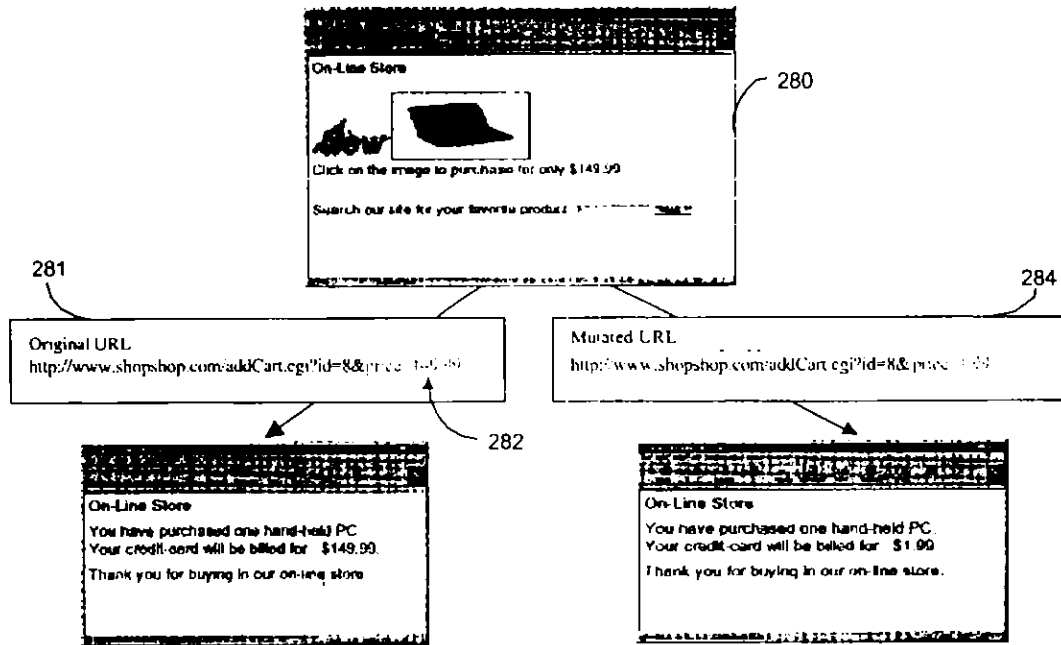 On-Line Store
280
Click on the image to purchase for only $149.99
Search our site for your favorite product
281
284
Original URL
http://www.shopshop.com/addCart.cgi?id=8&price
282
Mutated URL
http://www.shopshop.com/addCart.cgi?id=8&price
On-Line Store
You have purchased one hand-held PC
Your credit-card will be billed for $149.99.
Thank you for buying in our on-line store
On-Line Store
You have purchased one hand-held PC.
Your credit-card will be billed for $1.99
Thank you for buying in our on-line store.